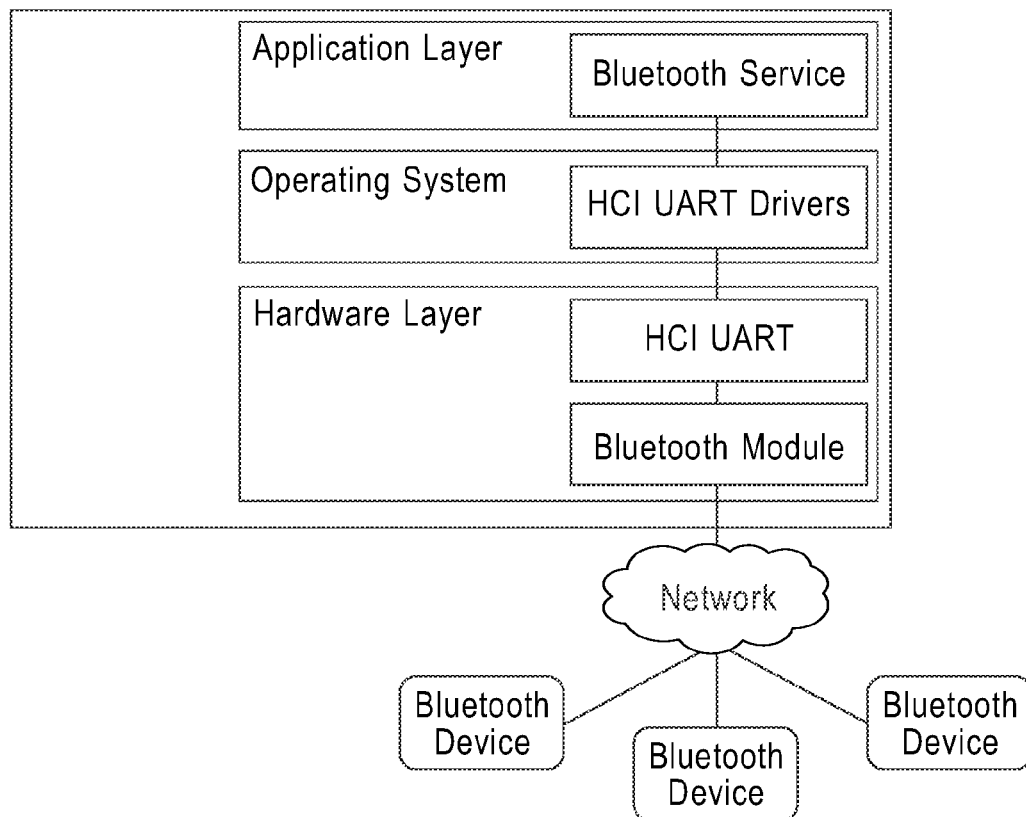 Application Layer
Bluetooth Service
Operating System
HCI UART Drivers
Hardware Layer
HCI UART
Bluetooth Module
Network
Bluetooth
Device
Bluetooth
Device
Bluetooth
Device